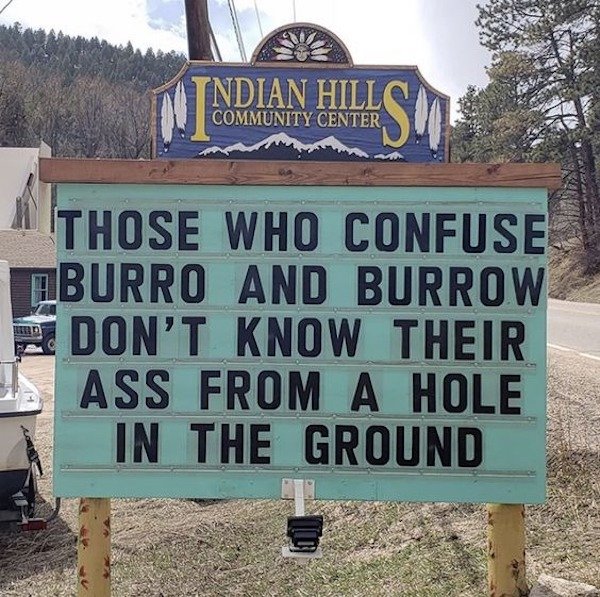 INDIAN HILLS
COMMUNITY CENTER
THOSE WHO CONFUSE
BURRO AND BURROW
DON'T KNOW THEIR
ASS FROM A HOLE
IN THE GROUND